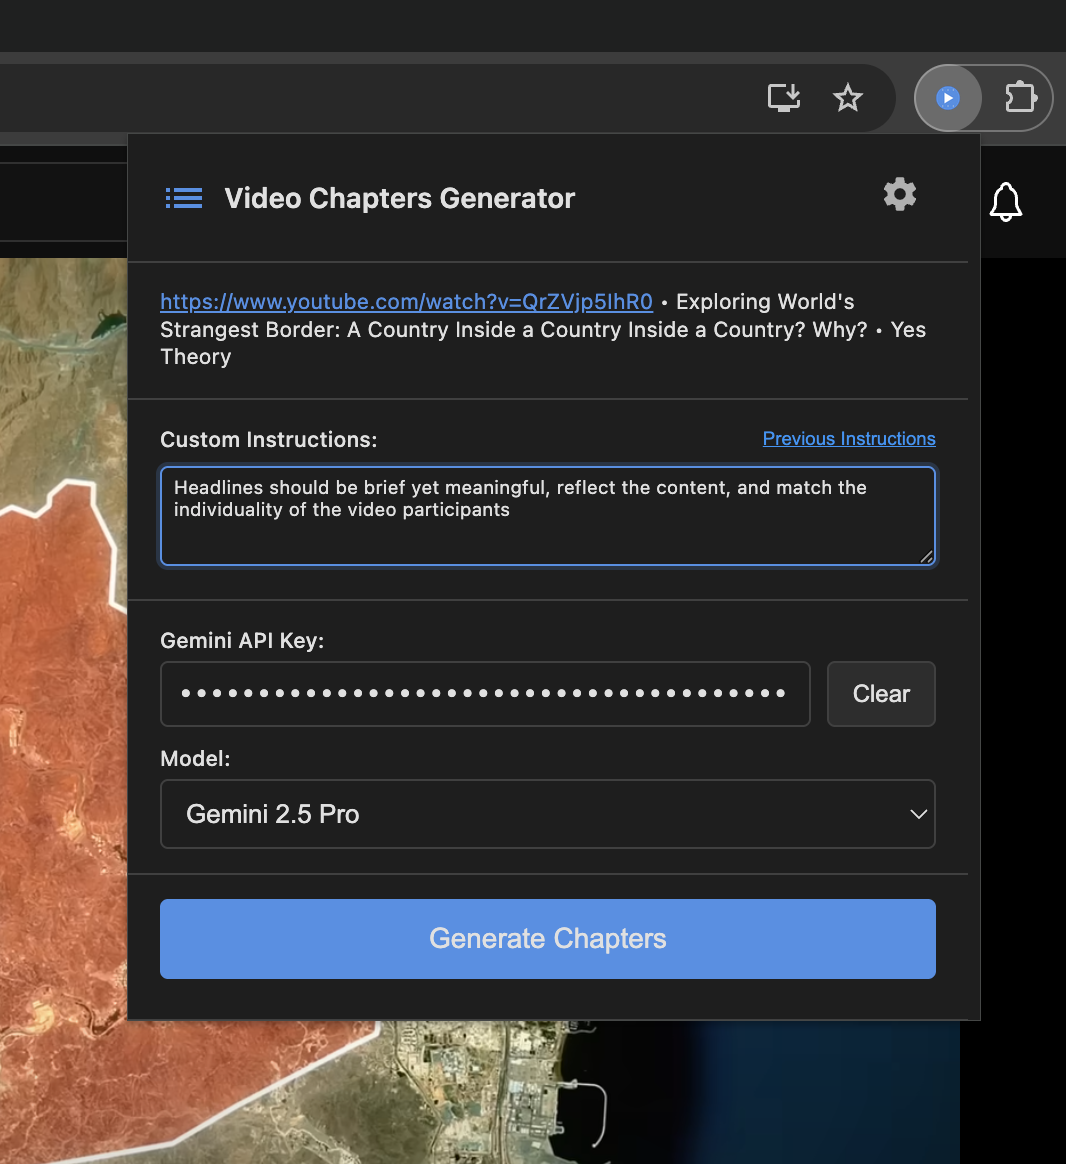 Video Chapters Generator
https://www.youtube.com/watch?v=QrZVjp5IhR0 • Exploring World's
Strangest Border: A Country Inside a Country Inside a Country? Why? • Yes
Theory
Custom Instructions:
Previous Instructions
Headlines should be brief yet meaningful, reflect the content, and match the
individuality of the video participants
Gemini API Key:
Clear
Model:
Gemini 2.5 Pro
Generate Chapters